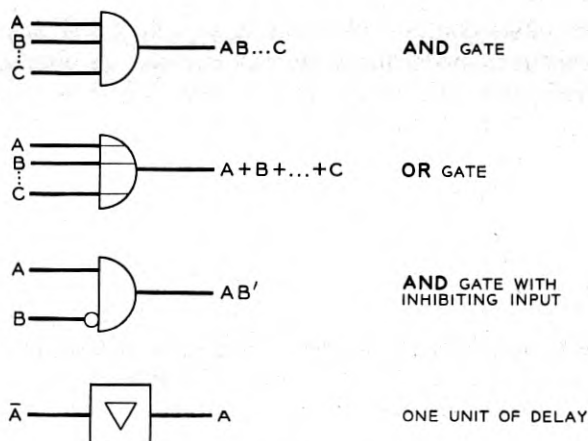 A
B
C
AB...C
AND GATE
A
B
C
A+B+...+C
OR GATE
A
B
AB′
AND GATE WITH
INHIBITING INPUT
Ā
A
ONE UNIT OF DELAY